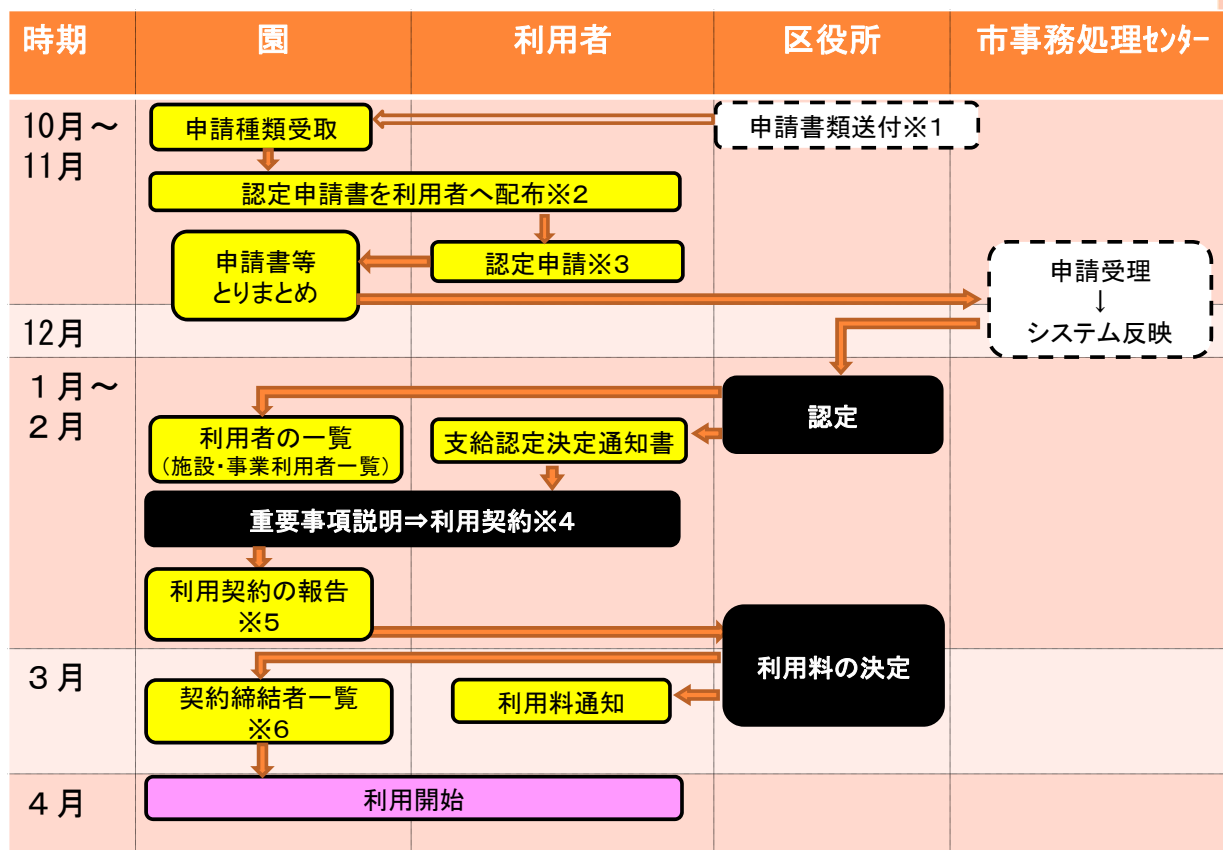 時期
園
利用者
区役所
市事務処理ｾﾝﾀｰ
10月～
11月
申請種類受取
申請書類送付※1
認定申請書を利用者へ配布※2
申請書等
とりまとめ
認定申請※3
申請受理
↓
システム反映
12月
１月～
２月
認定
利用者の一覧
（施設・事業利用者一覧）
支給認定決定通知書
重要事項説明⇒利用契約※4
利用契約の報告
※5
利用料の決定
３月
契約締結者一覧
※6
利用料通知
４月
利用開始